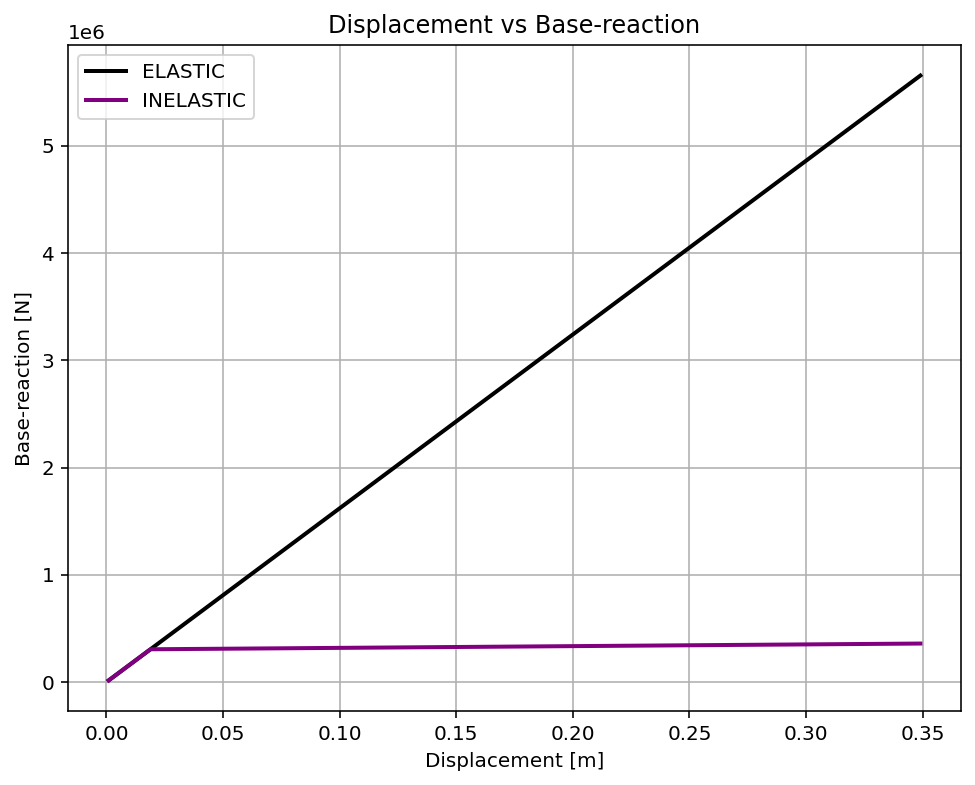 Displacement vs Base-reaction
1e6
ELASTIC
INELASTIC
5
4
3
2
1
0
Base-reaction [N]
0.00 0.05 0.10 0.15 0.20 0.25 0.30 0.35
Displacement [m]